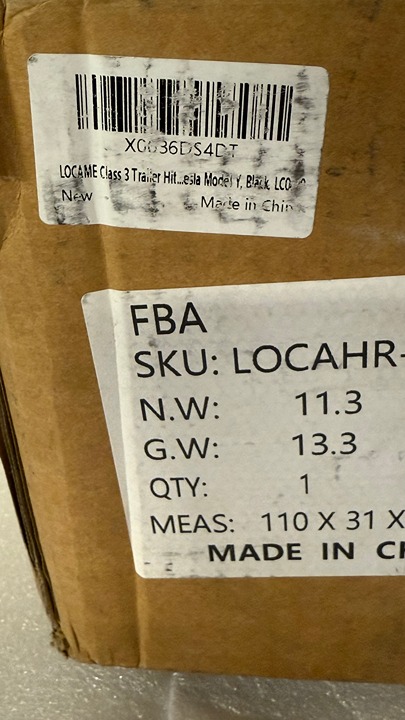 X0036DS4DT
LOCAME Class 3 Trailer Hit...esla Model Y, Black, LC0
New Made in Chin
FBA
SKU: LOCAHR-
N.W: 11.3
G.W: 13.3
QTY: 1
MEAS: 110 X 31 X
MADE IN CH